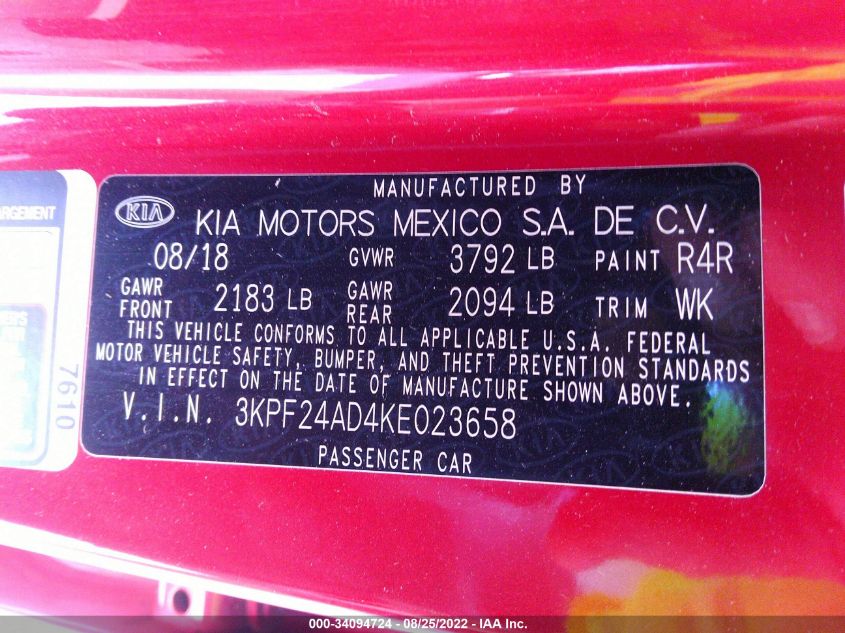 MANUFACTURED BY
KIA KIA MOTORS MEXICO S.A. DE C.V.
08/18 GVWR 3792 LB PAINT R4R
GAWR FRONT 2183 LB GAWR REAR 2094 LB TRIM WK
THIS VEHICLE CONFORMS TO ALL APPLICABLE U.S.A. FEDERAL
MOTOR VEHICLE SAFETY, BUMPER, AND THEFT PREVENTION STANDARDS
IN EFFECT ON THE DATE OF MANUFACTURE SHOWN ABOVE.
V.I.N. 3KPF24AD4KE023658
PASSENGER CAR
7610
000-34094724 - 08/25/2022 - IAA Inc.